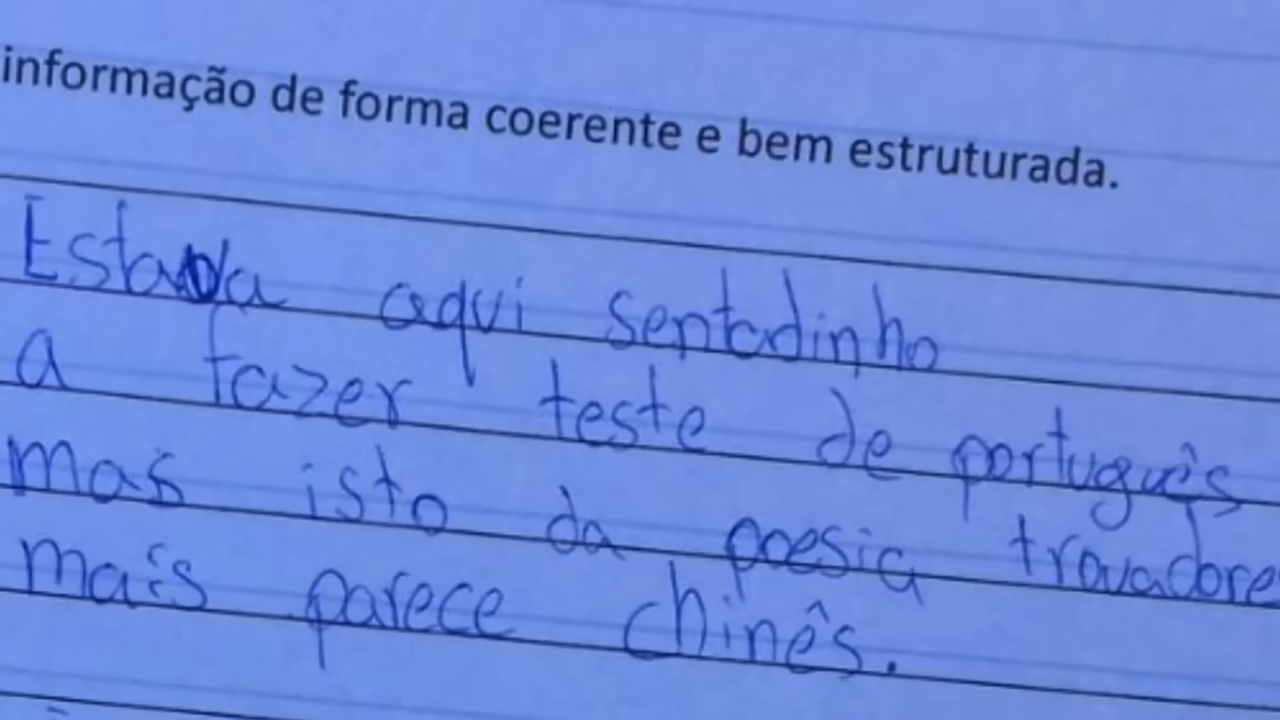 informação de forma coerente e bem estruturada.
Estava aqui sentadinho
a fazer teste de português
mas isto da poesia trovadore
mais parece chinês.